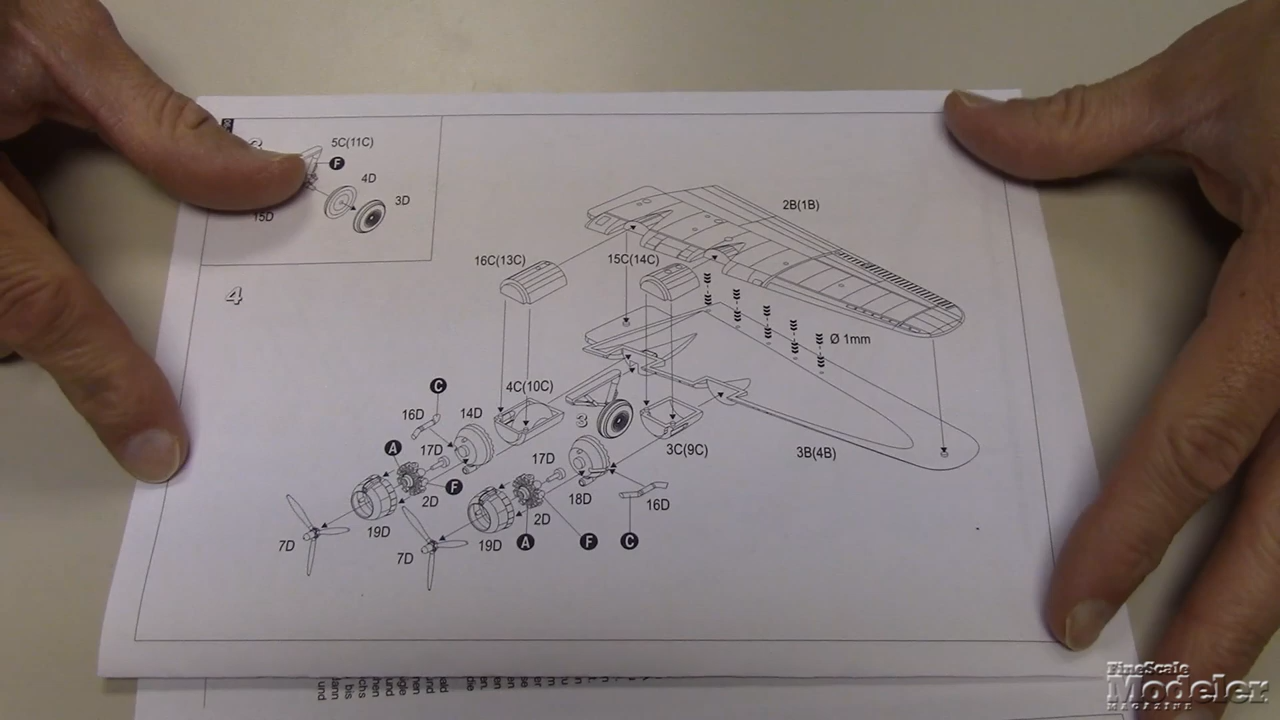 5C(11C)
F
4D
3D
15D
4
2B(1B)
16C(13C)
15C(14C)
Ø 1mm
C
4C(10C)
16D
14D
3
A
17D
17D
3C(9C)
3B(4B)
2D
F
18D
16D
19D
2D
7D
19D
A
F
C
7D
FineScale
Modeler
MAGAZINE